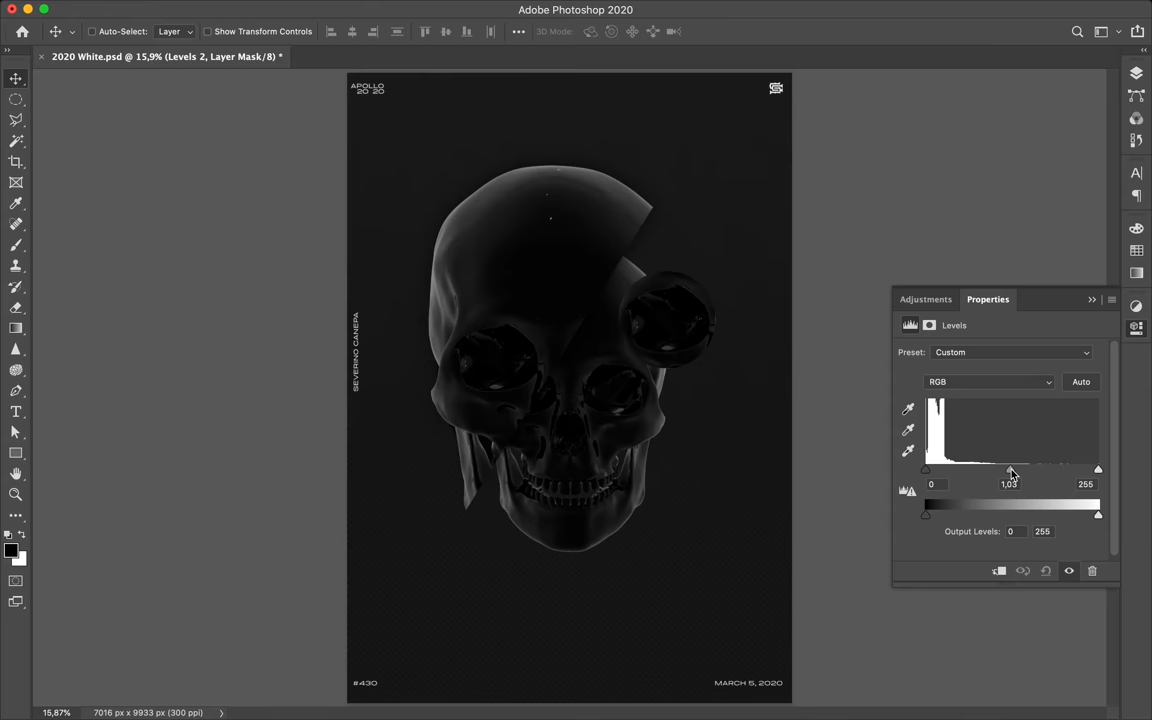 Adobe Photoshop 2020
Auto-Select: Layer Show Transform Controls 3D Mode:
2020 White.psd @ 15,9% (Levels 2, Layer Mask/8) *
APOLLO
20 20
SEVERINO CANEPA
#430
MARCH 5, 2020
Adjustments Properties
Levels
Preset: Custom
RGB Auto
0 1,03 255
Output Levels: 0 255
15,87% 7016 px x 9933 px (300 ppi)